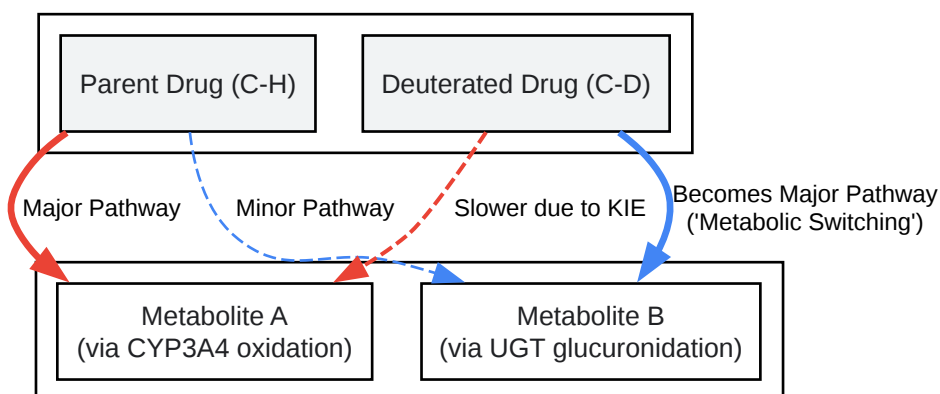 Parent Drug (C-H)
Deuterated Drug (C-D)
Major Pathway
Minor Pathway
Slower due to KIE
Becomes Major Pathway
('Metabolic Switching')
Metabolite A
(via CYP3A4 oxidation)
Metabolite B
(via UGT glucuronidation)